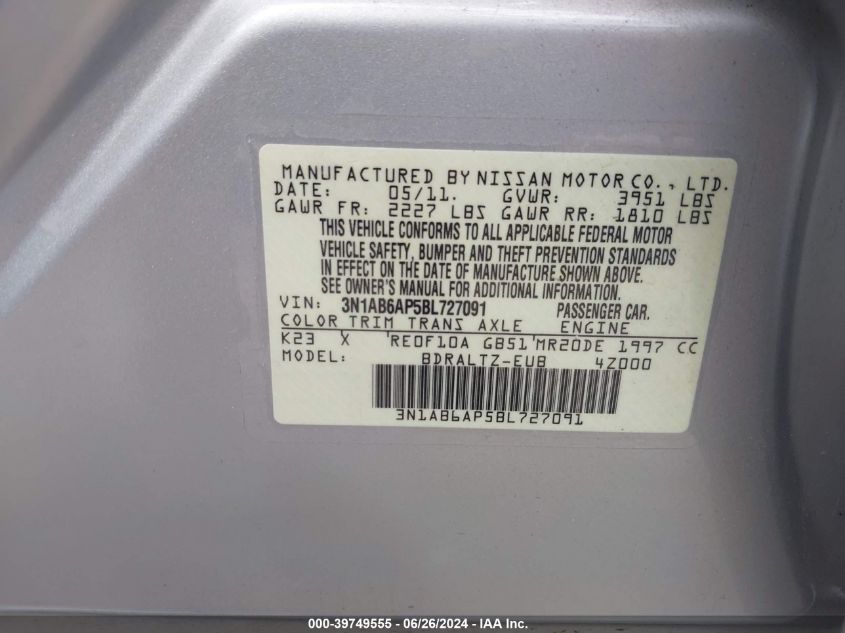 MANUFACTURED BY NISSAN MOTOR CO., LTD.
DATE: 05/11. GVWR: 3951 LBS
GAWR FR: 2227 LBS GAWR RR: 1810 LBS
THIS VEHICLE CONFORMS TO ALL APPLICABLE FEDERAL MOTOR
VEHICLE SAFETY, BUMPER AND THEFT PREVENTION STANDARDS
IN EFFECT ON THE DATE OF MANUFACTURE SHOWN ABOVE.
SEE OWNER'S MANUAL FOR ADDITIONAL INFORMATION.
VIN: 3N1AB6AP5BL727091 PASSENGER CAR.
COLOR TRIM TRANS AXLE ENGINE
K23 X 'RE0F10A GB51'MR20DE 1997 CC
MODEL: BDRALTZ-EUB 4Z000
3N1AB6AP5BL727091
000-39749555 - 06/26/2024 - IAA Inc.